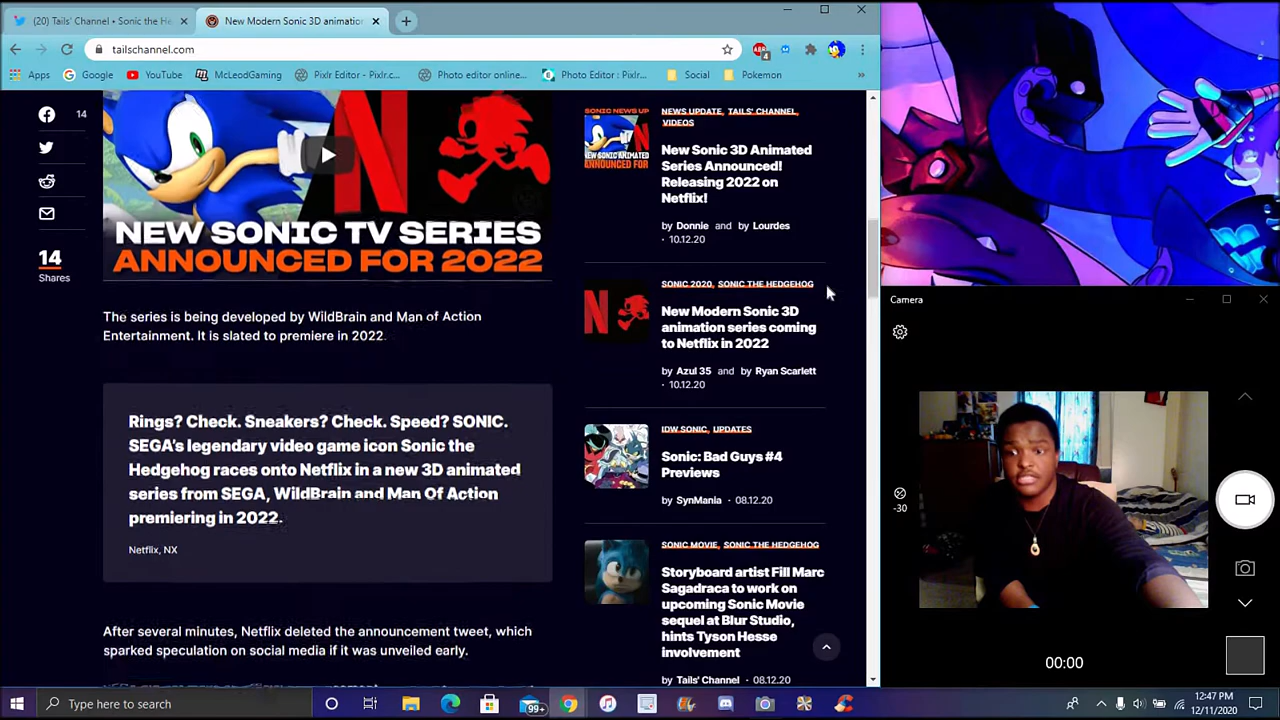 (20) Tails' Channel • Sonic the He
New Modern Sonic 3D animation
tailschannel.com
4
Apps
Google
YouTube
McLeodGaming
Pixlr Editor - Pixlr.c...
Photo editor online...
Photo Editor : Pixlr...
Social
Pokemon
»
14
14
Shares
NEW SONIC TV SERIES
ANNOUNCED FOR 2022
The series is being developed by WildBrain and Man of Action
Entertainment. It is slated to premiere in 2022.
Rings? Check. Sneakers? Check. Speed? SONIC.
SEGA's legendary video game icon Sonic the
Hedgehog races onto Netflix in a new 3D animated
series from SEGA, WildBrain and Man Of Action
premiering in 2022.
Netflix, NX
After several minutes, Netflix deleted the announcement tweet, which
sparked speculation on social media if it was unveiled early.
SONIC NEWS UP
NEW SONIC ANIMATED
ANNOUNCED FOR
NEWS UPDATE, TAILS' CHANNEL,
VIDEOS
New Sonic 3D Animated
Series Announced!
Releasing 2022 on
Netflix!
by Donnie and by Lourdes
· 10.12.20
SONIC 2020, SONIC THE HEDGEHOG
New Modern Sonic 3D
animation series coming
to Netflix in 2022
by Azul 35 and by Ryan Scarlett
· 10.12.20
IDW SONIC, UPDATES
Sonic: Bad Guys #4
Previews
by SynMania · 08.12.20
SONIC MOVIE, SONIC THE HEDGEHOG
Storyboard artist Fill Marc
Sagadraca to work on
upcoming Sonic Movie
sequel at Blur Studio,
hints Tyson Hesse
involvement
by Tails' Channel · 08.12.20
Camera
-30
00:00
Type here to search
99+
12:47 PM
12/11/2020